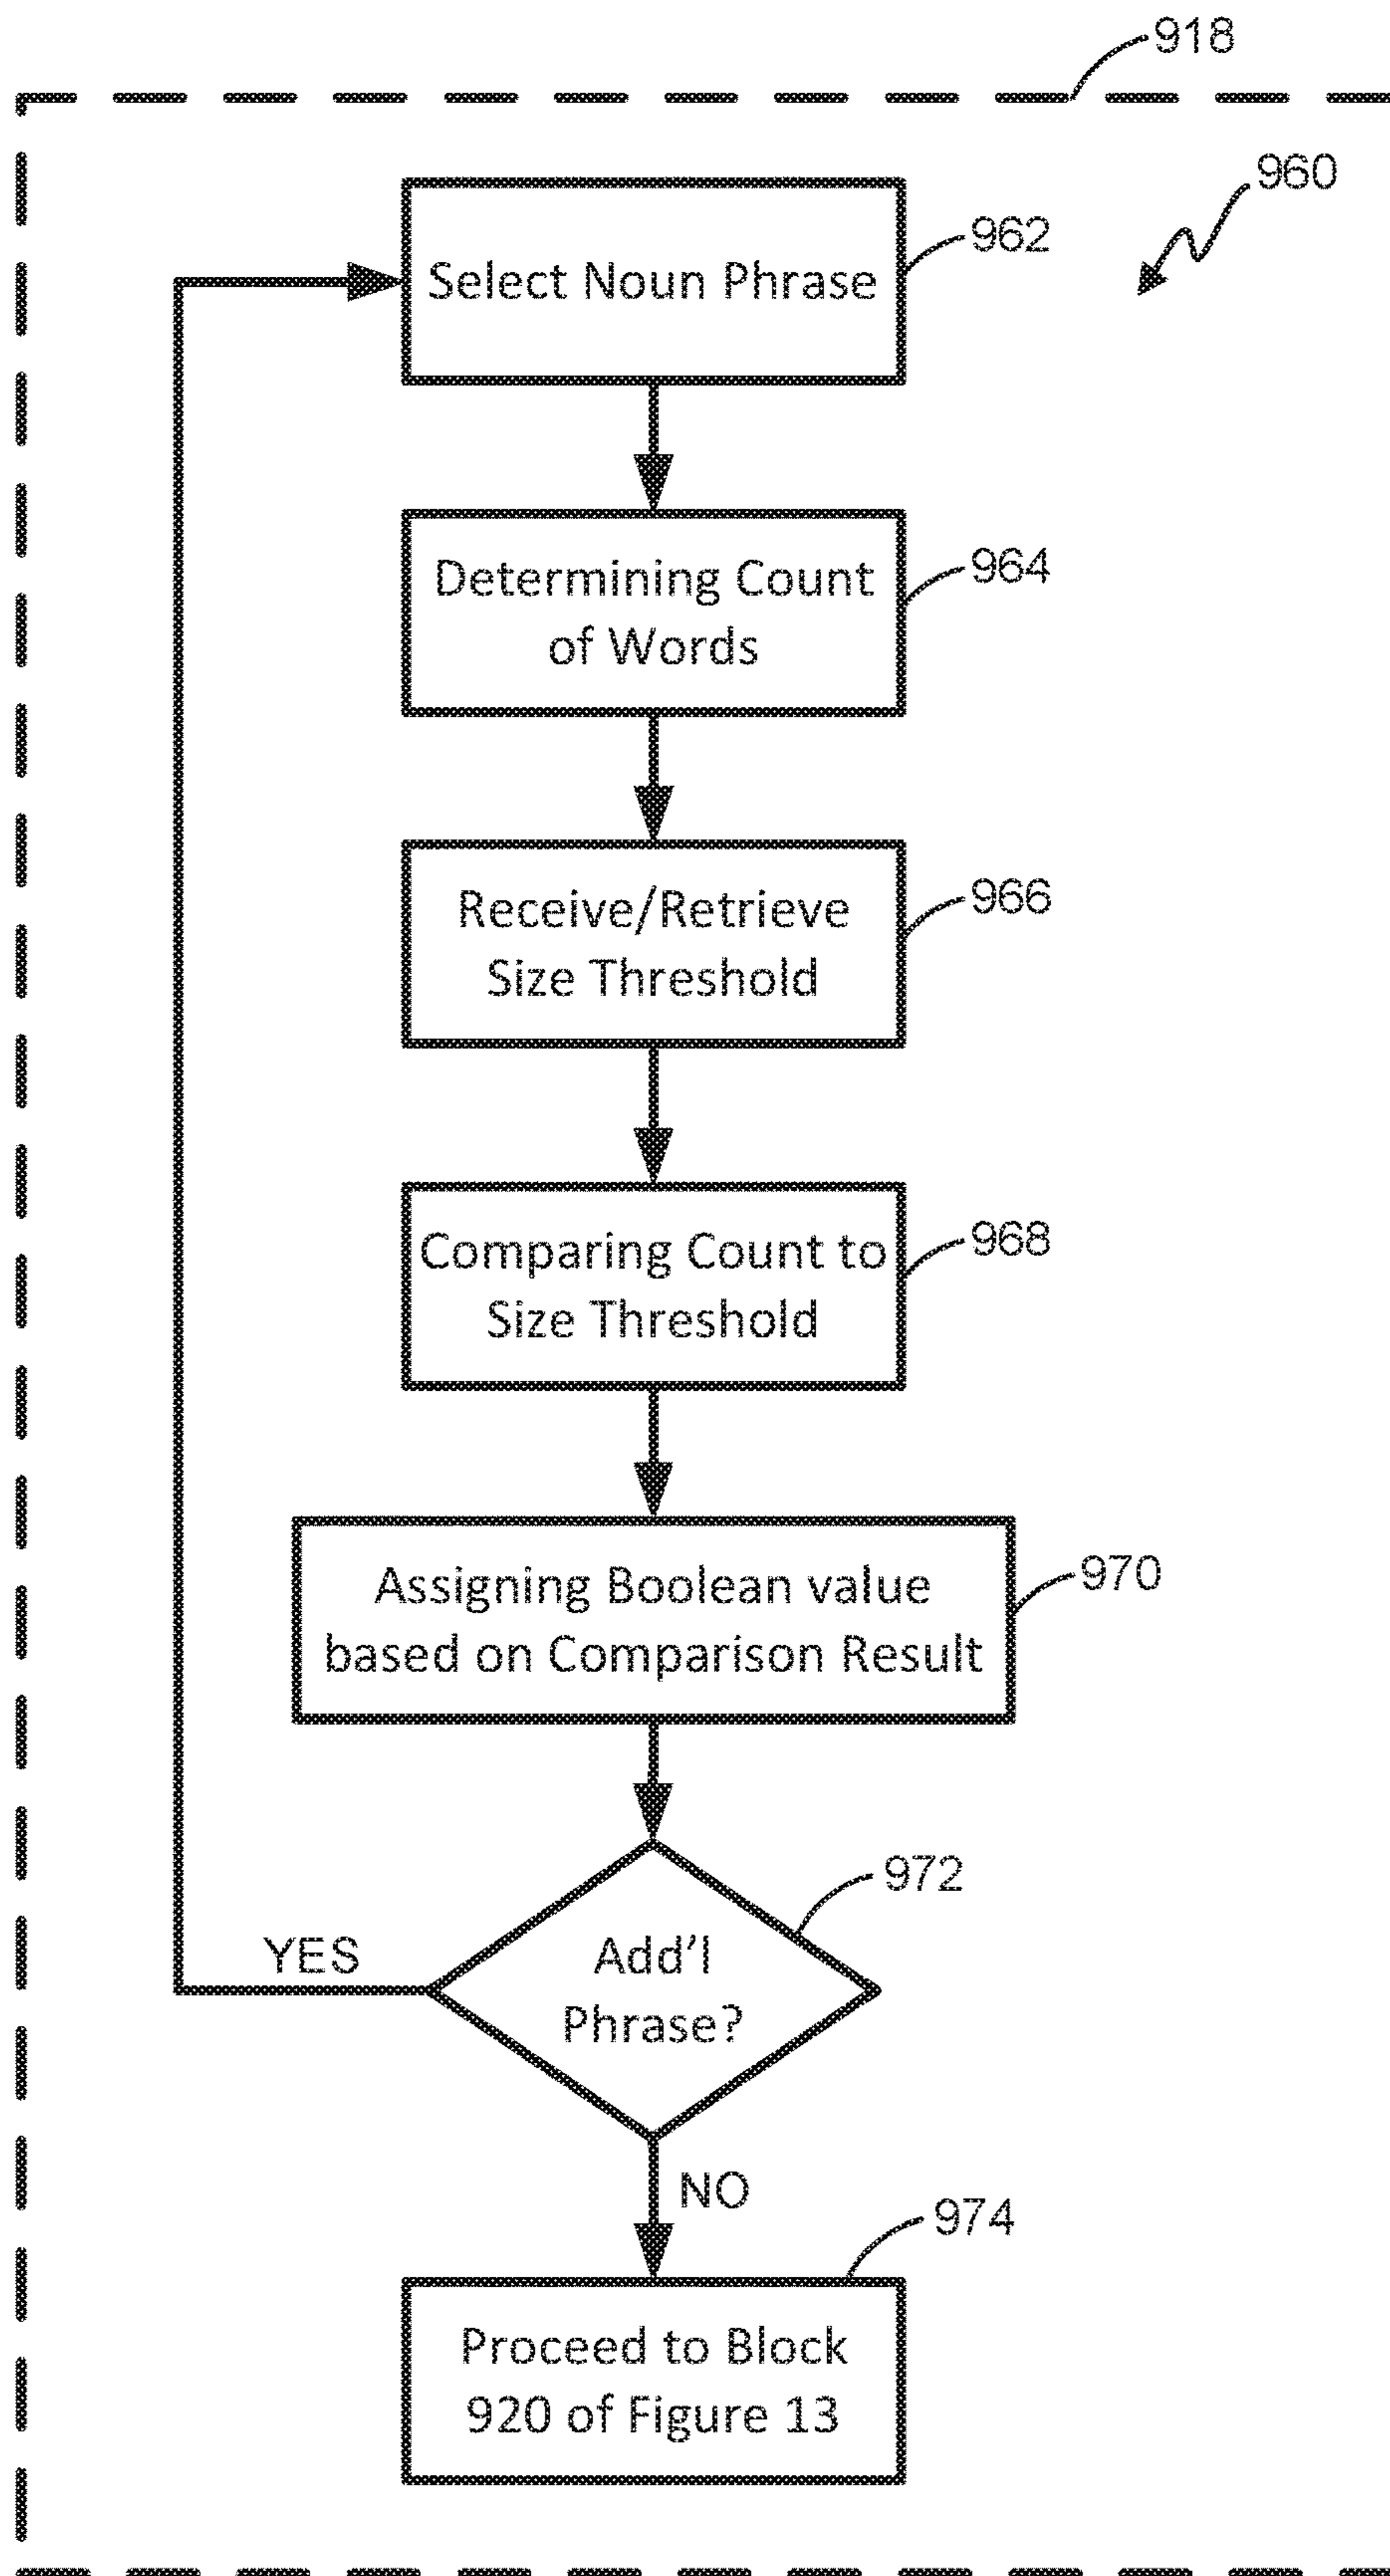 918
960
962
Select Noun Phrase
964
Determining Count
of Words
966
Receive/Retrieve
Size Threshold
968
Comparing Count to
Size Threshold
970
Assigning Boolean value
based on Comparison Result
972
Add'l
Phrase?
YES
NO
974
Proceed to Block
920 of Figure 13